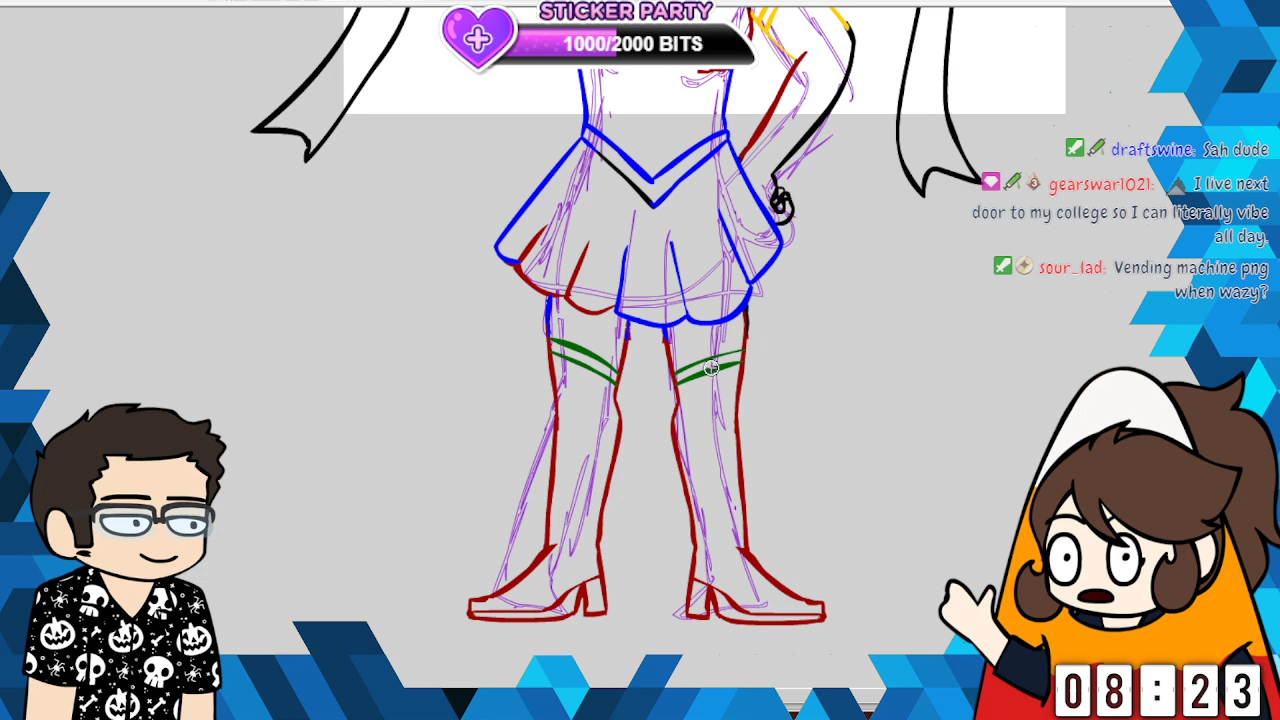 STICKER PARTY
1000/2000 BITS
draftswine: Sah dude
gearswar1021: I live next
door to my college so I can literally vibe
all day.
sour_lad: Vending machine png
when wazy?
08:23